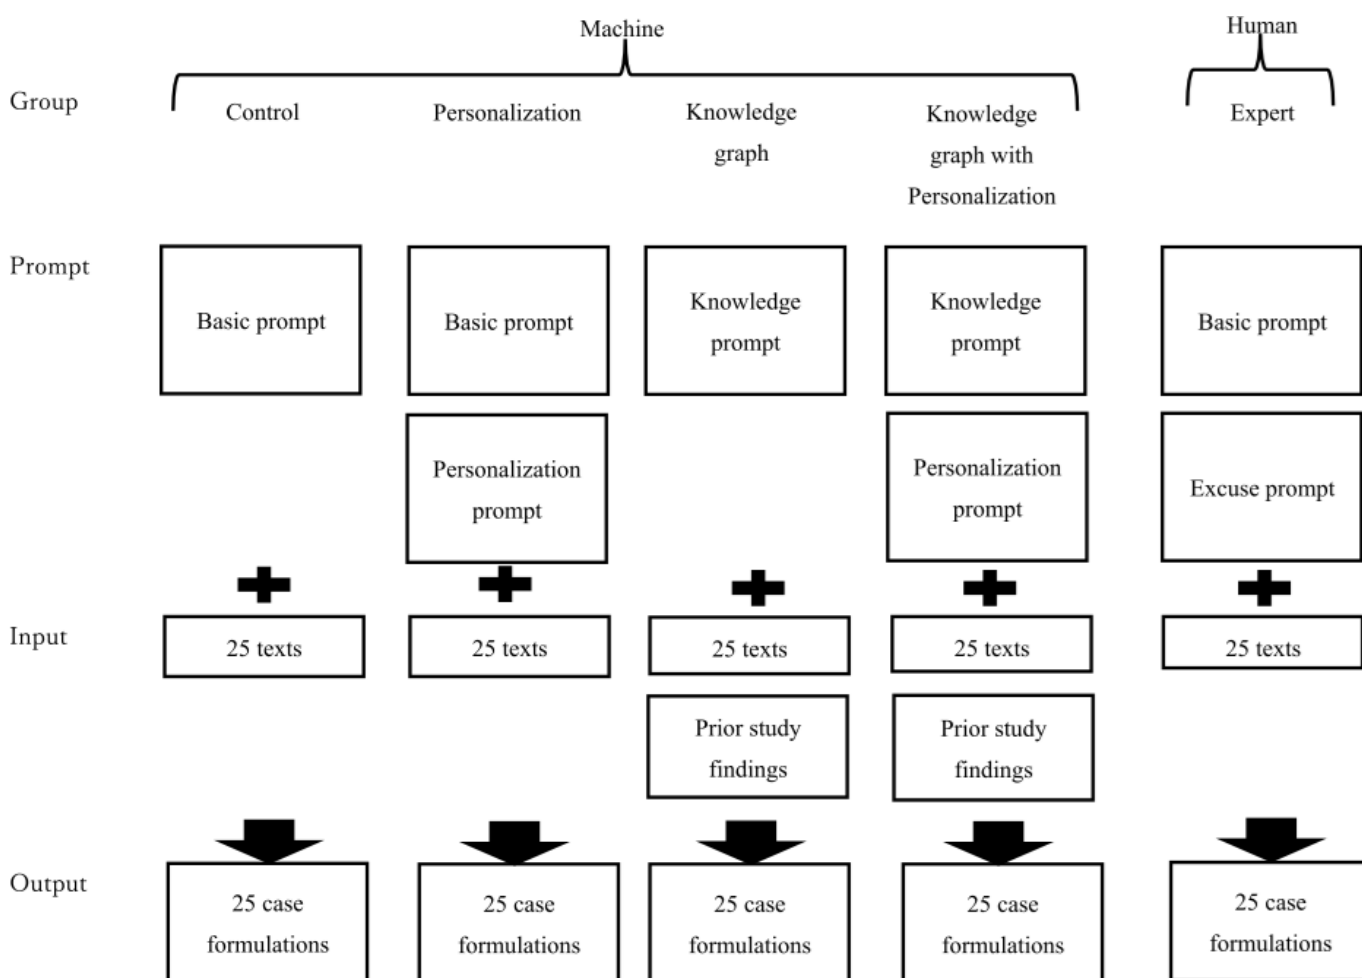 Machine
Human
Group
Control
Personalization
Knowledge
graph
Knowledge
graph with
Personalization
Expert
Prompt
Basic prompt
Basic prompt
Knowledge
prompt
Knowledge
prompt
Basic prompt
Personalization
prompt
Personalization
prompt
Excuse prompt
Input
25 texts
25 texts
25 texts
25 texts
25 texts
Prior study
findings
Prior study
findings
Output
25 case
formulations
25 case
formulations
25 case
formulations
25 case
formulations
25 case
formulations